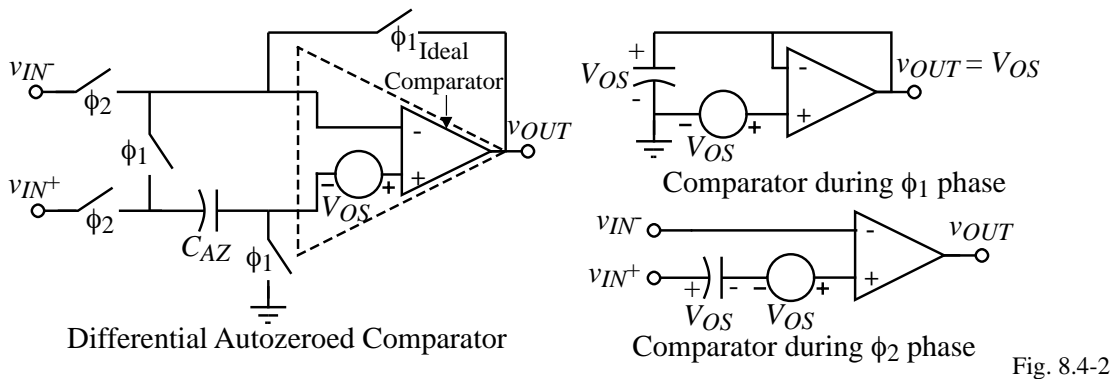 ϕ1
Ideal
Comparator
vIN-
ϕ2
ϕ1
vIN+
ϕ2
CAZ
ϕ1
-
+
-
+
VOS
vOUT
Differential Autozeroed Comparator
+
VOS
-
-
+
-
+
VOS
vOUT = VOS
Comparator during ϕ1 phase
vIN-
vIN+
+
-
VOS
-
+
VOS
-
+
vOUT
Comparator during ϕ2 phase
Fig. 8.4-2